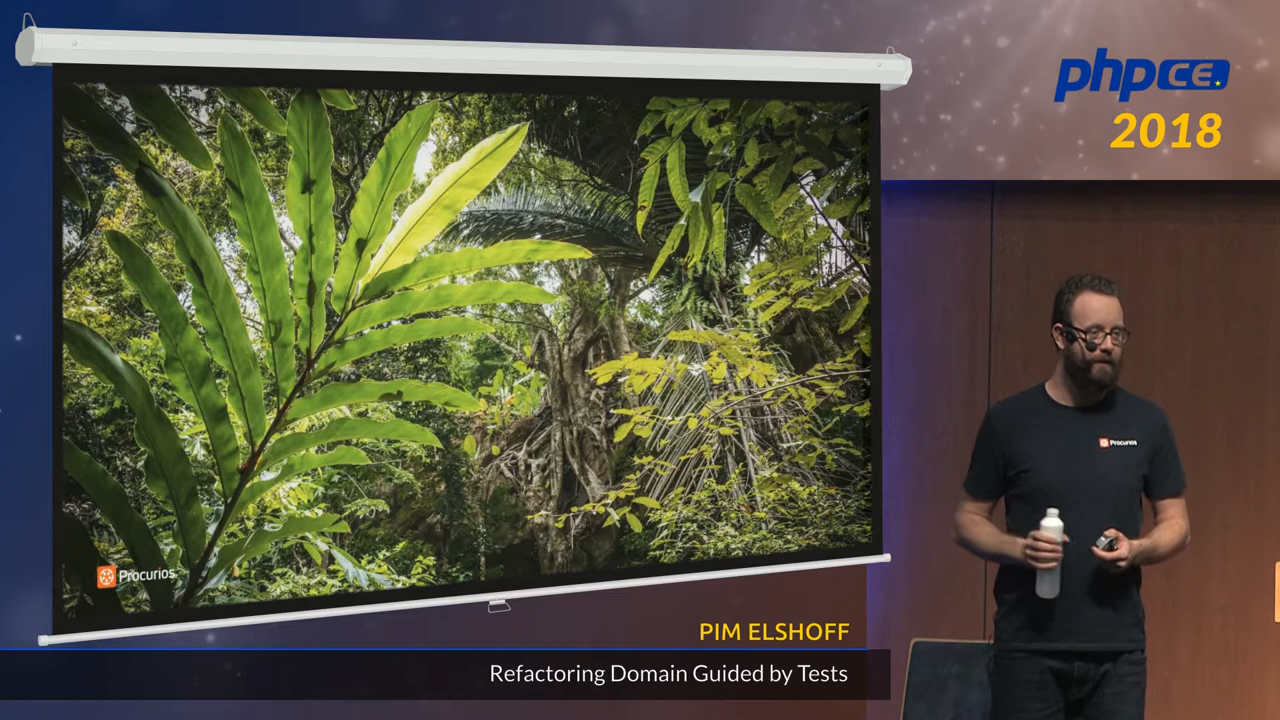 phpCE.
2018
Procurios
Procurios
PIM ELSHOFF
Refactoring Domain Guided by Tests